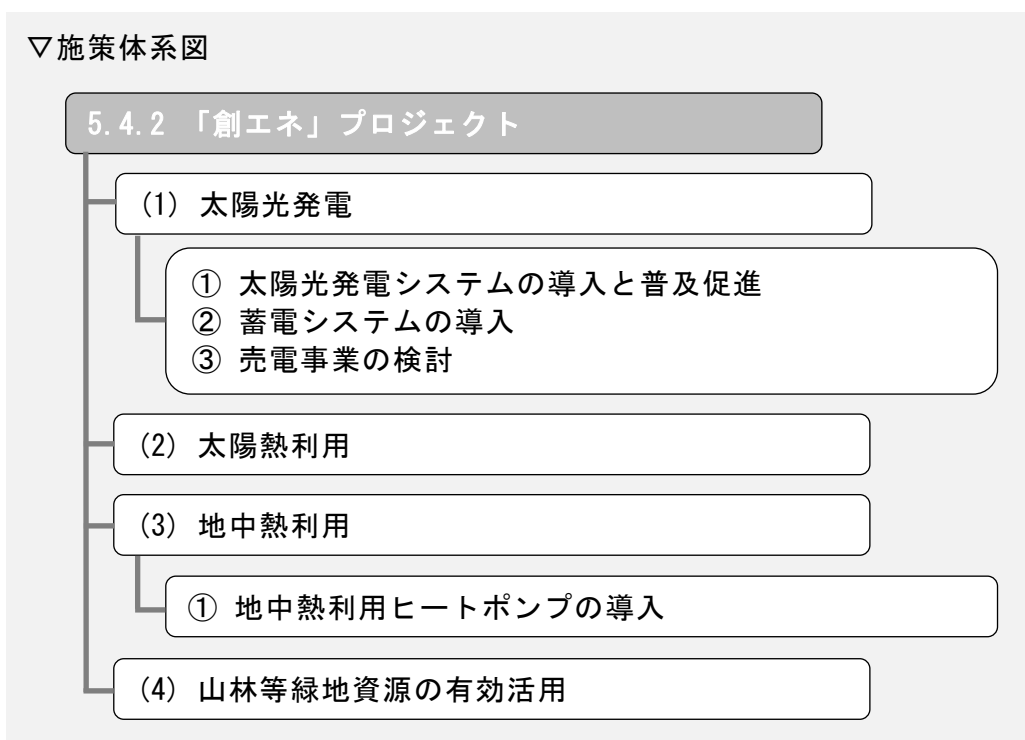 ▽施策体系図
5.4.2 「創エネ」プロジェクト
(1) 太陽光発電
① 太陽光発電システムの導入と普及促進
② 蓄電システムの導入
③ 売電事業の検討
(2) 太陽熱利用
(3) 地中熱利用
① 地中熱利用ヒートポンプの導入
(4) 山林等緑地資源の有効活用